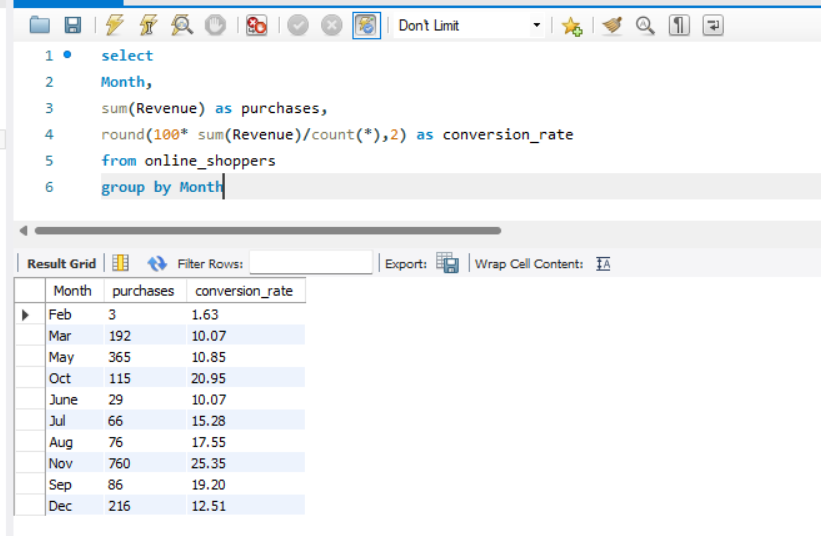 Don't Limit
1 select
2 Month,
3 sum(Revenue) as purchases,
4 round(100* sum(Revenue)/count(*),2) as conversion_rate
5 from online_shoppers
6 group by Month
Result Grid Filter Rows: Export: Wrap Cell Content: IA
Month purchases conversion_rate
Feb 3 1.63
Mar 192 10.07
May 365 10.85
Oct 115 20.95
June 29 10.07
Jul 66 15.28
Aug 76 17.55
Nov 760 25.35
Sep 86 19.20
Dec 216 12.51